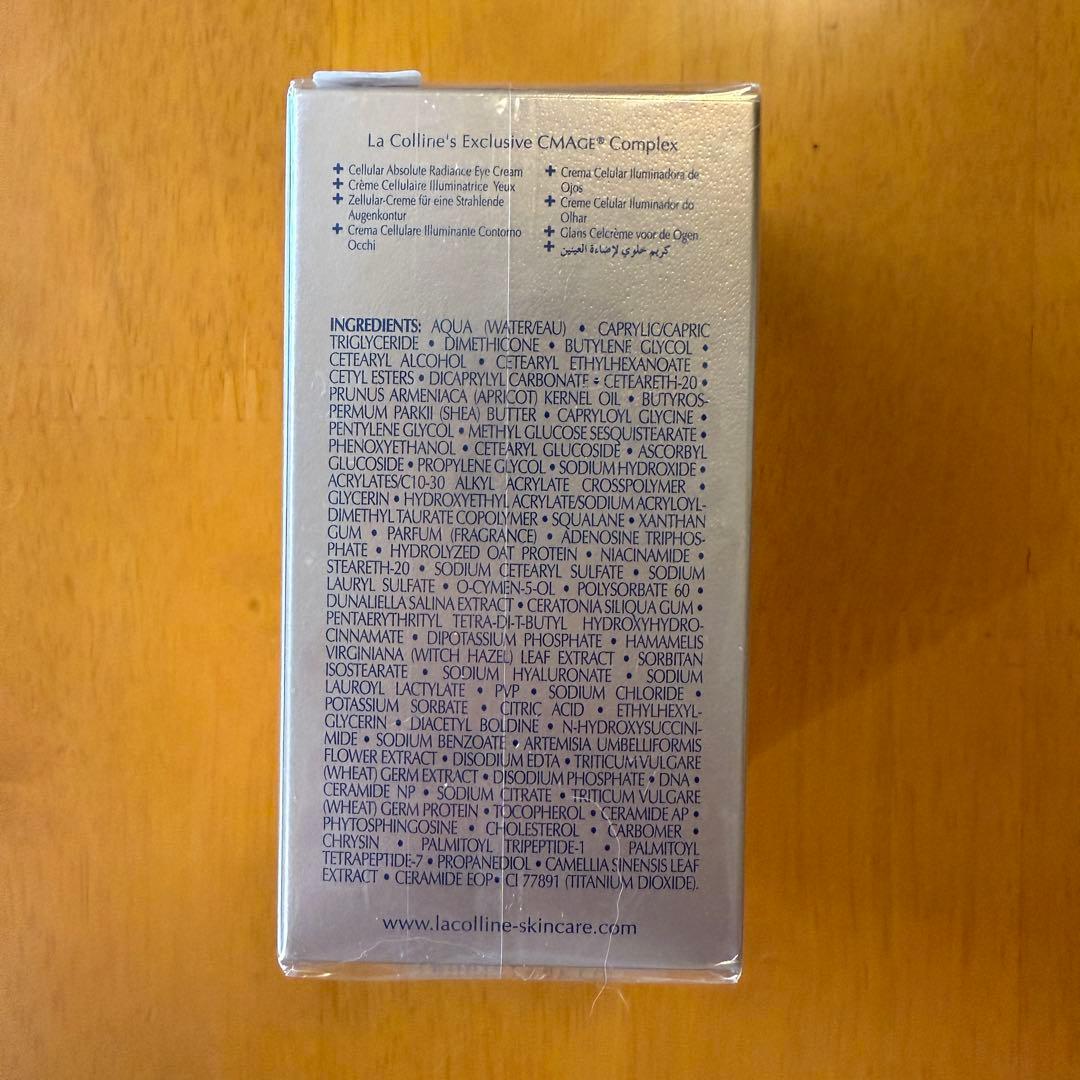 La Colline's Exclusive CMAGE® Complex
+ Cellular Absolute Radiance Eye Cream
+ Crème Cellulaire Illuminatrice Yeux
+ Zellular-Creme für eine Strahlende
Augenkontur
+ Crema Cellulare Illuminante Contorno
Occhi
+ Crema Celular Iluminadora de
Ojos
+ Creme Celular Iluminador do
Olhar
+ Glans Celcrème voor de Ogen
+ كريم خلوي لإضاءة العينين
INGREDIENTS: AQUA (WATER/EAU) • CAPRYLIC/CAPRIC
TRIGLYCERIDE • DIMETHICONE • BUTYLENE GLYCOL •
CETEARYL ALCOHOL • CETEARYL ETHYLHEXANOATE •
CETYL ESTERS • DICAPRYLYL CARBONATE • CETEARETH-20 •
PRUNUS ARMENIACA (APRICOT) KERNEL OIL • BUTYROS-
PERMUM PARKII (SHEA) BUTTER • CAPRYLOYL GLYCINE •
PENTYLENE GLYCOL • METHYL GLUCOSE SESQUISTEARATE •
PHENOXYETHANOL • CETEARYL GLUCOSIDE • ASCORBYL
GLUCOSIDE • PROPYLENE GLYCOL • SODIUM HYDROXIDE •
ACRYLATES/C10-30 ALKYL ACRYLATE CROSSPOLYMER •
GLYCERIN • HYDROXYETHYL ACRYLATE/SODIUM ACRYLOYL-
DIMETHYL TAURATE COPOLYMER • SQUALANE • XANTHAN
GUM • PARFUM (FRAGRANCE) • ADENOSINE TRIPHOS-
PHATE • HYDROLYZED OAT PROTEIN • NIACINAMIDE •
STEARETH-20 • SODIUM CETEARYL SULFATE • SODIUM
LAURYL SULFATE • O-CYMEN-5-OL • POLYSORBATE 60 •
DUNALIELLA SALINA EXTRACT • CERATONIA SILIQUA GUM •
PENTAERYTHRITYL TETRA-DI-T-BUTYL HYDROXYHYDRO-
CINNAMATE • DIPOTASSIUM PHOSPHATE • HAMAMELIS
VIRGINIANA (WITCH HAZEL) LEAF EXTRACT • SORBITAN
ISOSTEARATE • SODIUM HYALURONATE • SODIUM
LAUROYL LACTYLATE • PVP • SODIUM CHLORIDE •
POTASSIUM SORBATE • CITRIC ACID • ETHYLHEXYL-
GLYCERIN • DIACETYL BOLDINE • N-HYDROXYSUCCINI-
MIDE • SODIUM BENZOATE • ARTEMISIA UMBELLIFORMIS
FLOWER EXTRACT • DISODIUM EDTA • TRITICUM VULGARE
(WHEAT) GERM EXTRACT • DISODIUM PHOSPHATE • DNA •
CERAMIDE NP • SODIUM CITRATE • TRITICUM VULGARE
(WHEAT) GERM PROTEIN • TOCOPHEROL • CERAMIDE AP •
PHYTOSPHINGOSINE • CHOLESTEROL • CARBOMER •
CHRYSIN • PALMITOYL TRIPEPTIDE-1 • PALMITOYL
TETRAPEPTIDE-7 • PROPANEDIOL • CAMELLIA SINENSIS LEAF
EXTRACT • CERAMIDE EOP • CI 77891 (TITANIUM DIOXIDE).
www.lacolline-skincare.com